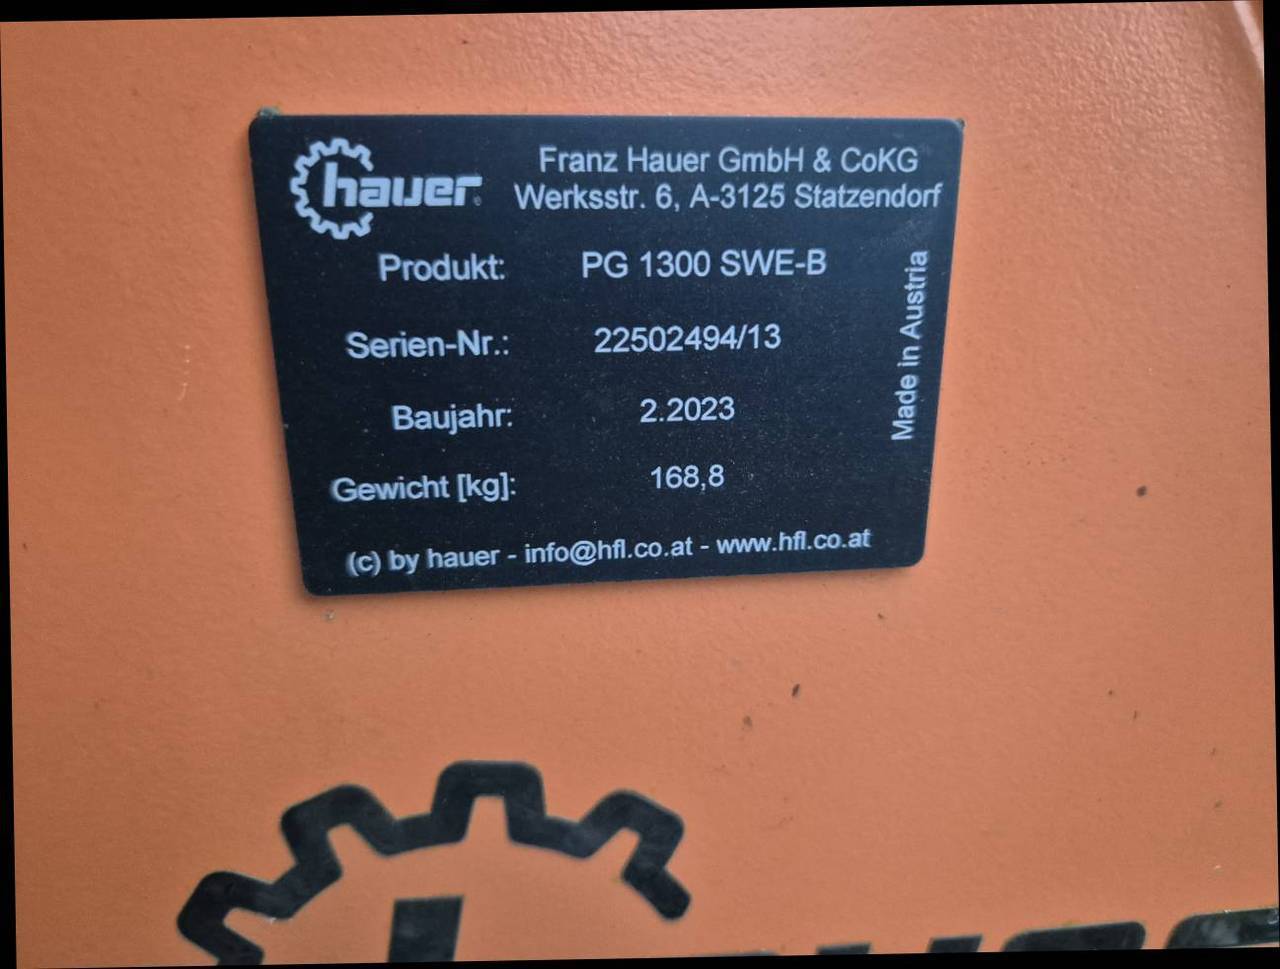 hauer
Franz Hauer GmbH & CoKG
Werksstr. 6, A-3125 Statzendorf
Produkt: PG 1300 SWE-B
Serien-Nr.: 22502494/13
Baujahr: 2.2023
Gewicht [kg]: 168,8
Made in Austria
(c) by hauer - info@hfl.co.at - www.hfl.co.at